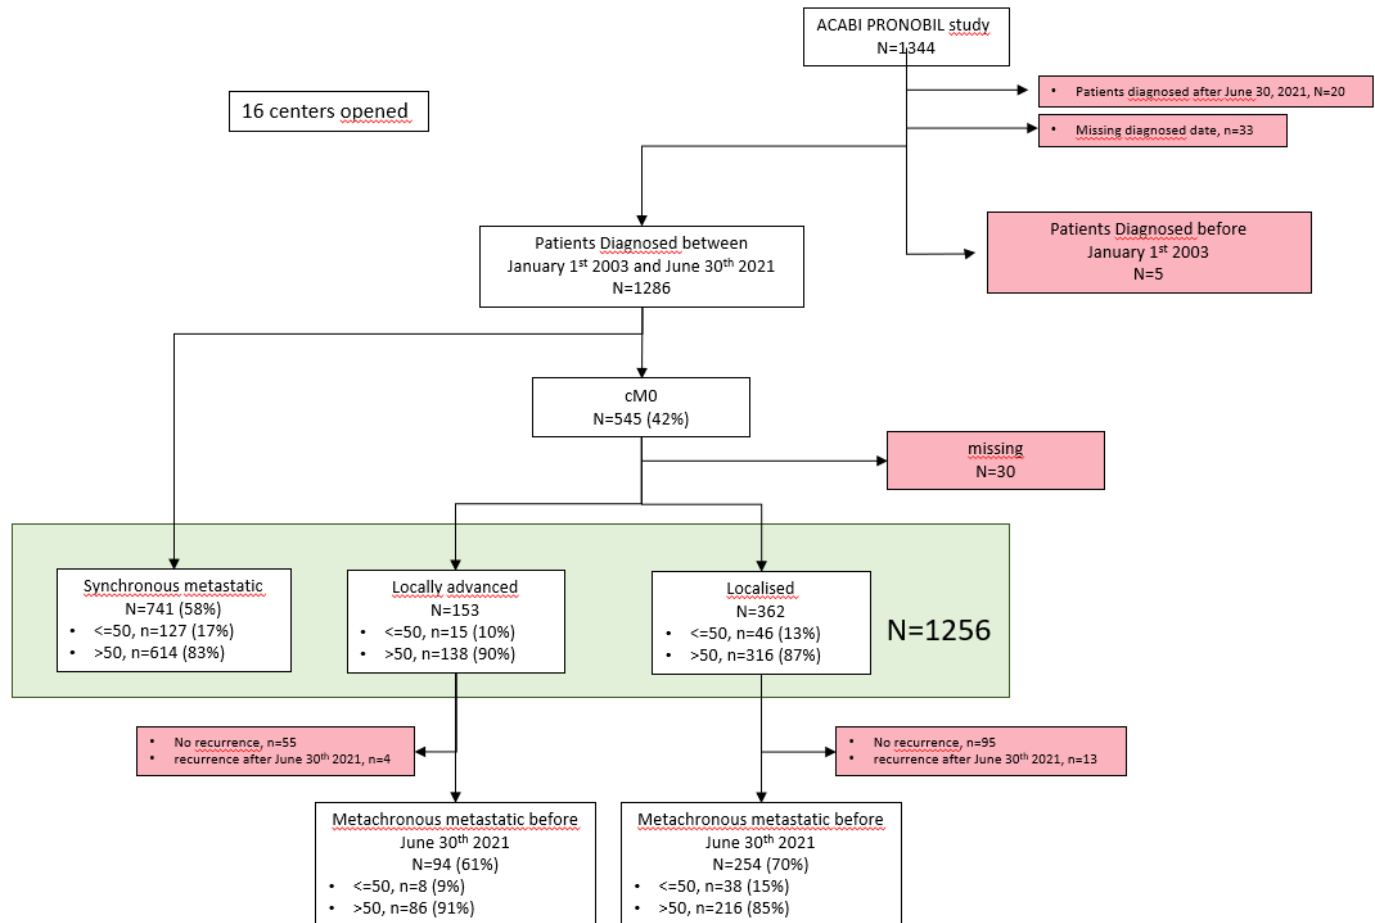 ACABI PRONOBIL study
N=1344
• Patients diagnosed after June 30, 2021, N=20
16 centers opened
• Missing diagnosed date, n=33
Patients Diagnosed before
January 1st 2003
N=5
Patients Diagnosed between
January 1st 2003 and June 30th 2021
N=1286
cM0
N=545 (42%)
missing
N=30
Synchronous metastatic
N=741 (58%)
• <=50, n=127 (17%)
• >50, n=614 (83%)
Locally advanced
N=153
• <=50, n=15 (10%)
• >50, n=138 (90%)
Localised
N=362
• <=50, n=46 (13%)
• >50, n=316 (87%)
N=1256
• No recurrence, n=55
• recurrence after June 30th 2021, n=4
• No recurrence, n=95
• recurrence after June 30th 2021, n=13
Metachronous metastatic before
June 30th 2021
N=94 (61%)
• <=50, n=8 (9%)
• >50, n=86 (91%)
Metachronous metastatic before
June 30th 2021
N=254 (70%)
• <=50, n=38 (15%)
• >50, n=216 (85%)